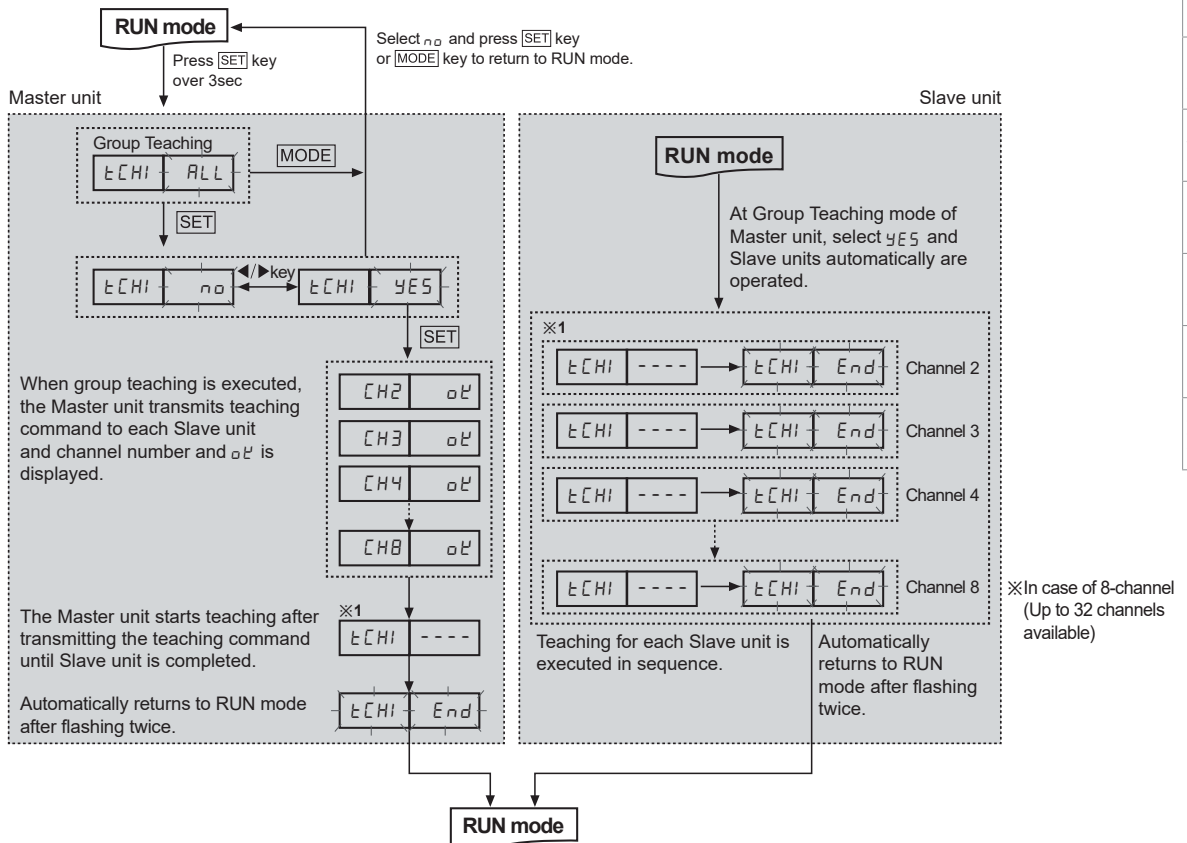 RUN mode
Select no and press SET key
or MODE key to return to RUN mode.
Press SET key
over 3sec
Master unit
Group Teaching
tCH1 ALL
MODE
SET
tCH1 no
◀/▶key
tCH1 YES
SET
When group teaching is executed,
the Master unit transmits teaching
command to each Slave unit
and channel number and oK is
displayed.
CH2 oK
CH3 oK
CH4 oK
CH8 oK
The Master unit starts teaching after
transmitting the teaching command
until Slave unit is completed.
※1
tCH1 ----
Automatically returns to RUN mode
after flashing twice.
tCH1 End
Slave unit
RUN mode
At Group Teaching mode of
Master unit, select YES and
Slave units automatically are
operated.
※1
tCH1 ---- tCH1 End Channel 2
tCH1 ---- tCH1 End Channel 3
tCH1 ---- tCH1 End Channel 4
tCH1 ---- tCH1 End Channel 8
Teaching for each Slave unit is
executed in sequence.
Automatically
returns to RUN
mode after flashing
twice.
※In case of 8-channel
(Up to 32 channels
available)
RUN mode